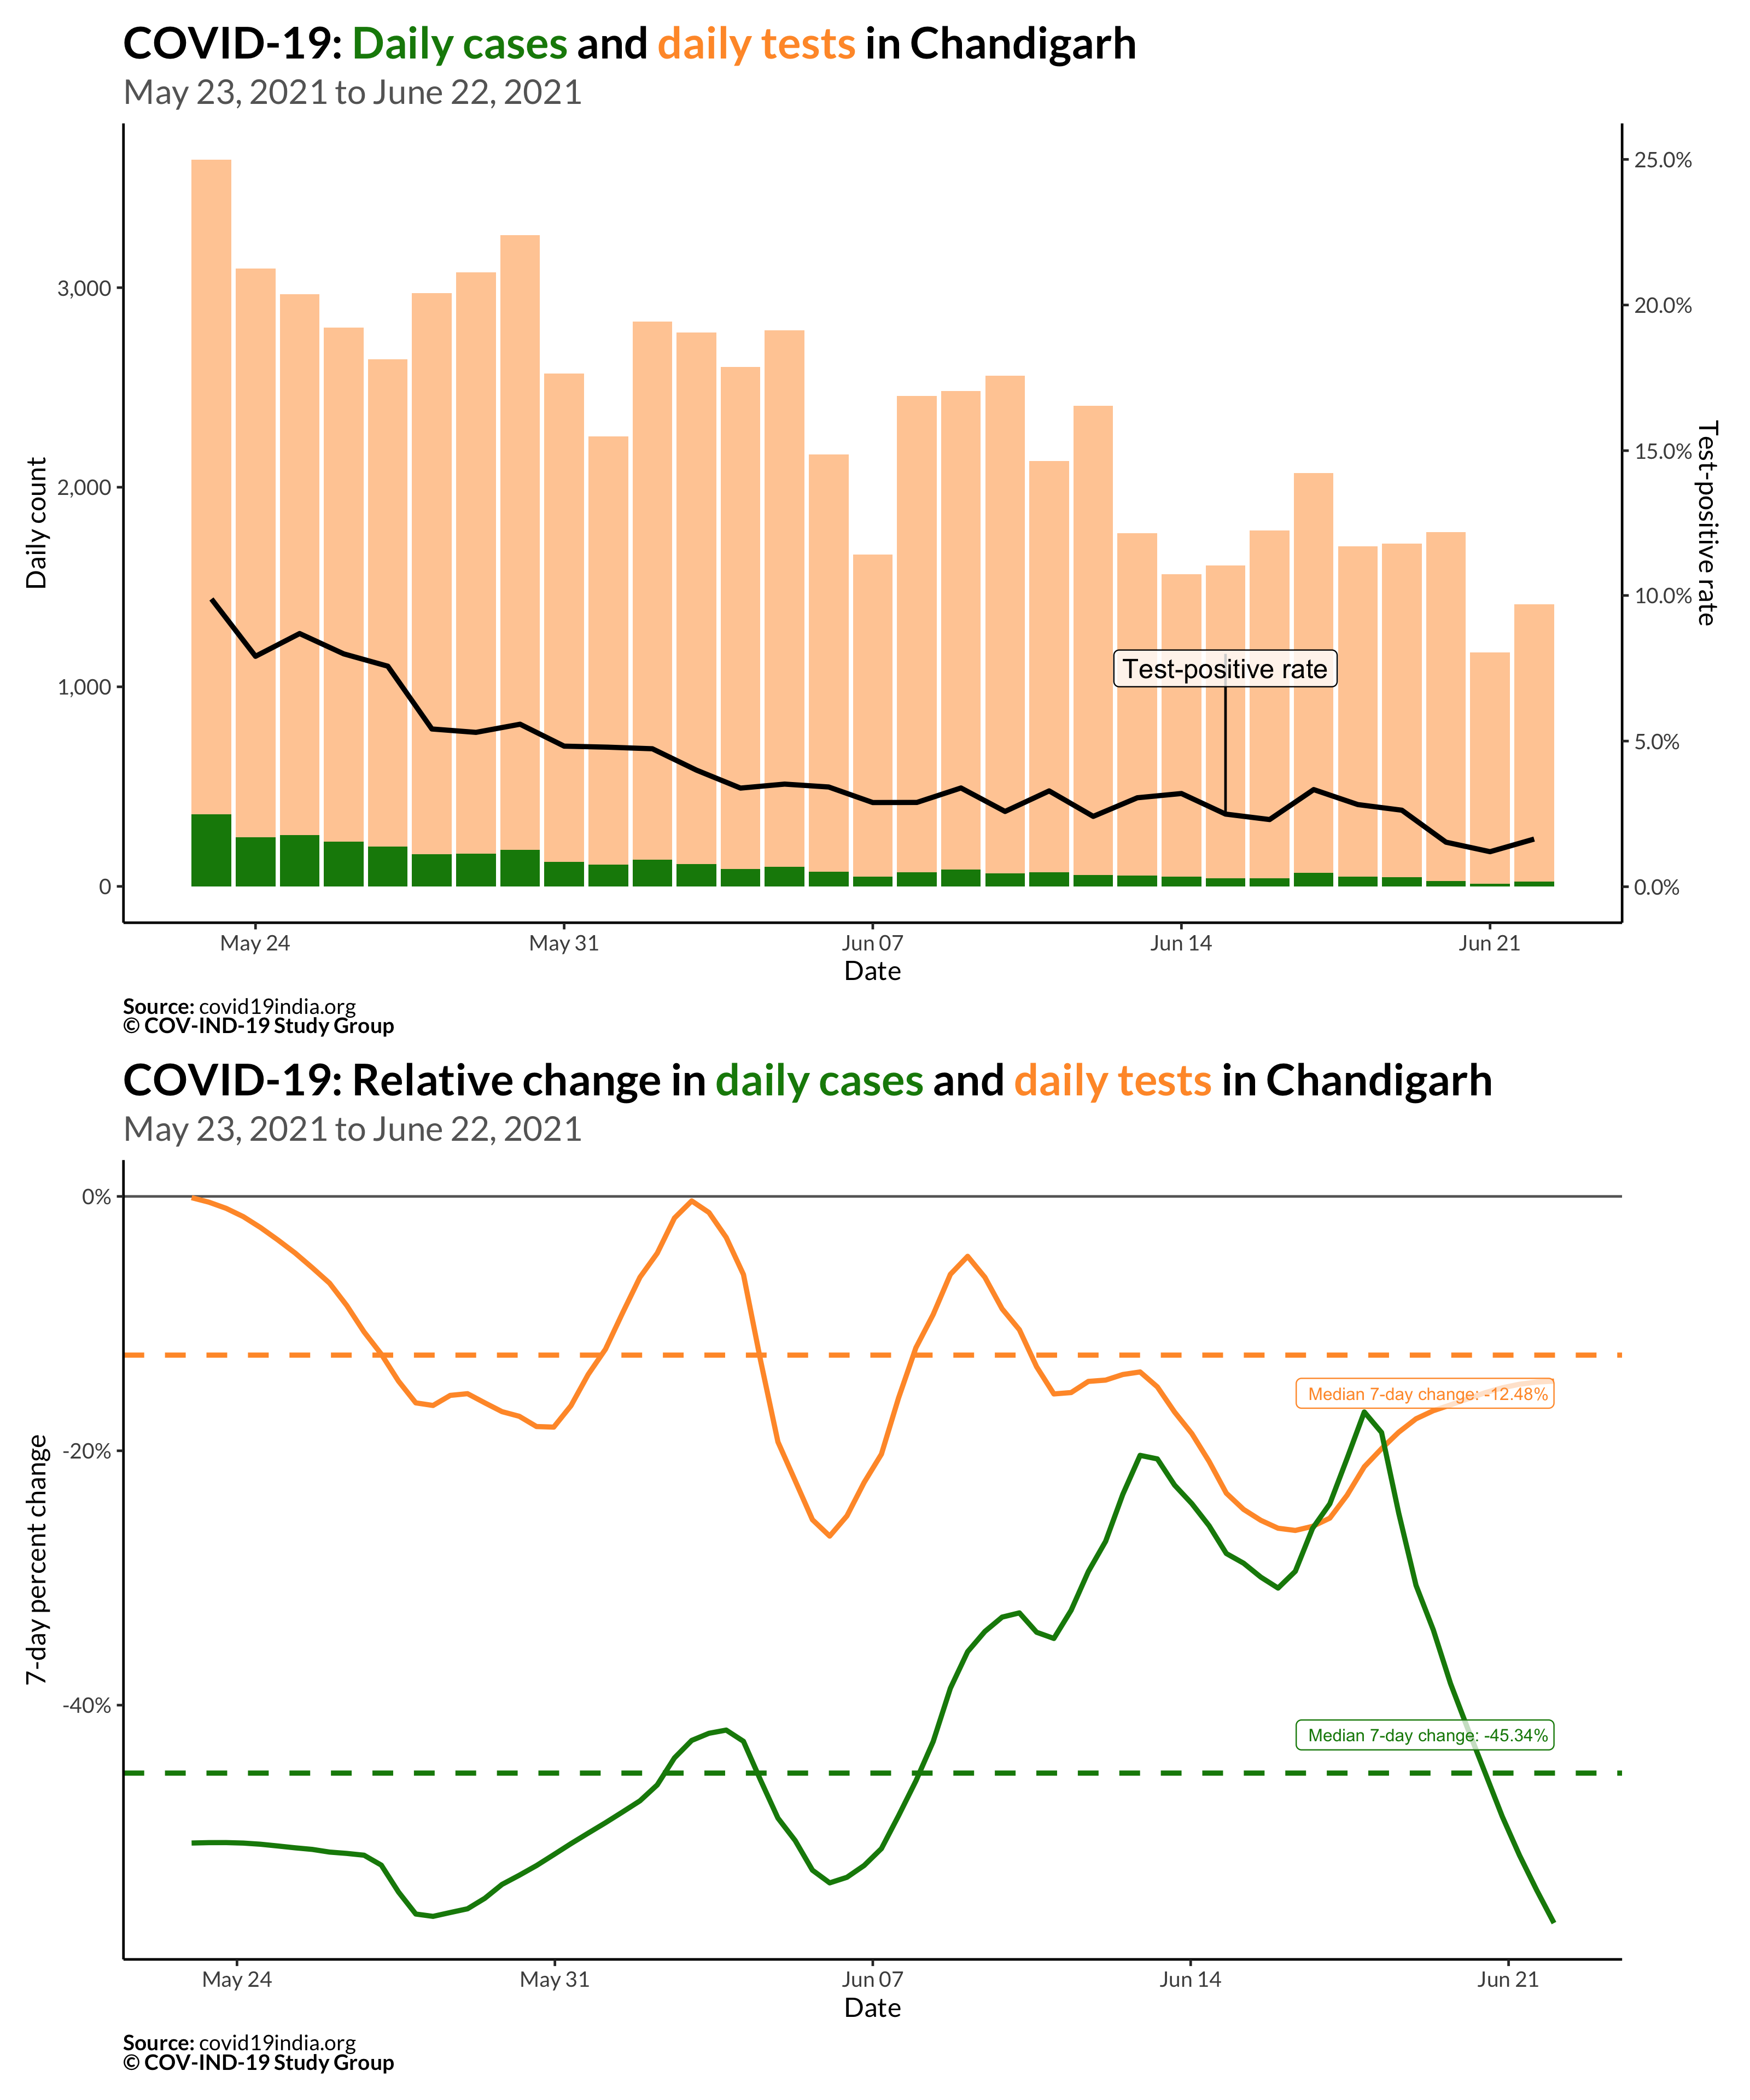 COVID-19: Daily cases and daily tests in Chandigarh
May 23, 2021 to June 22, 2021
25.0%
20.0%
3,000
15.0%
2,000
Daily count
Test-positive rate
10.0%
Test-positive rate
1,000
5.0%
0
0.0%
May 24
May 31
Jun 07
Jun 14
Jun 21
Date
Source: covid19india.org
© COV-IND-19 Study Group
COVID-19: Relative change in daily cases and daily tests in Chandigarh
May 23, 2021 to June 22, 2021
0%
Median 7-day change: -12.48%
-20%
7-day percent change
-40%
Median 7-day change: -45.34%
May 24
May 31
Jun 07
Jun 14
Jun 21
Date
Source: covid19india.org
© COV-IND-19 Study Group